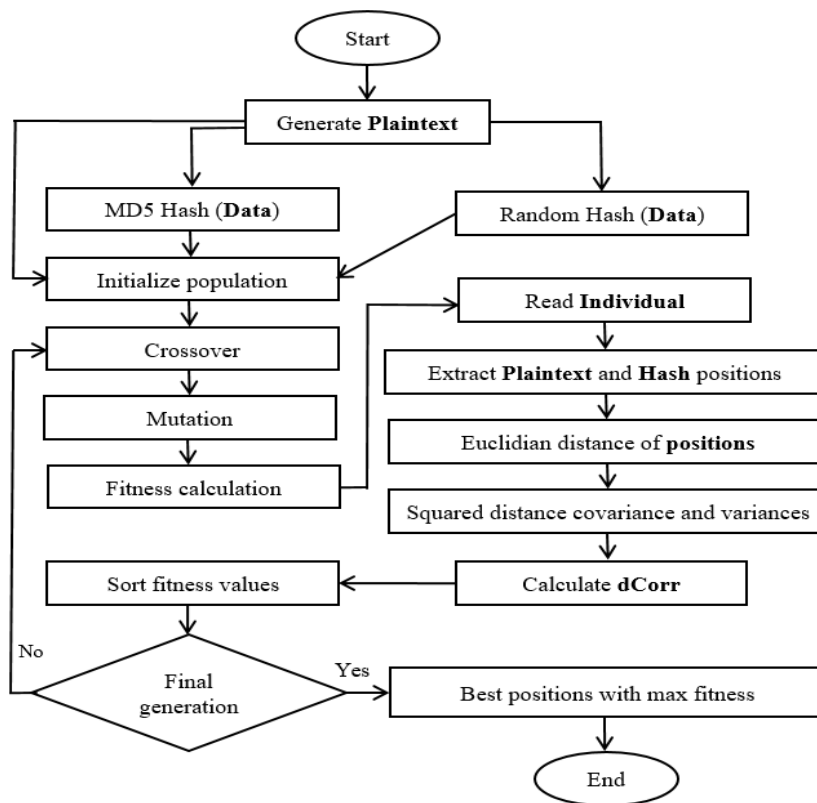 Start
Generate Plaintext
MD5 Hash (Data)
Random Hash (Data)
Initialize population
Read Individual
Crossover
Extract Plaintext and Hash positions
Mutation
Euclidian distance of positions
Fitness calculation
Squared distance covariance and variances
Sort fitness values
Calculate dCorr
No
Yes
Final
generation
Best positions with max fitness
End